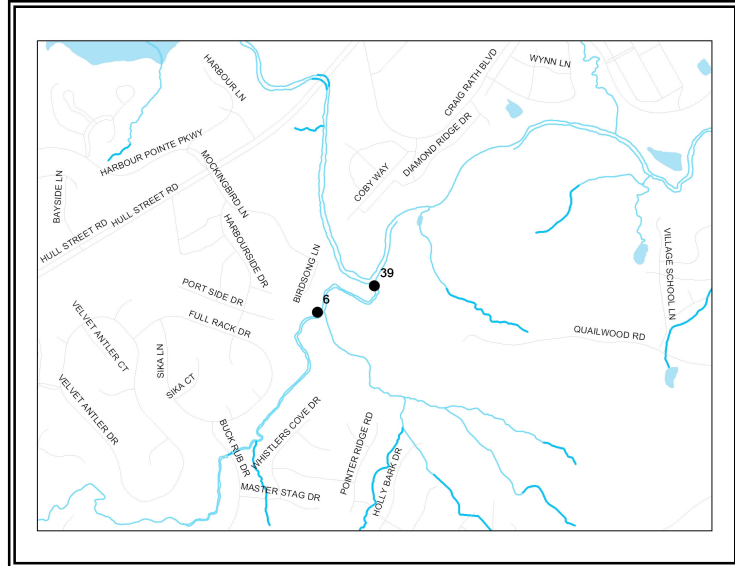 HARBOUR LN
CRAIG RATH BLVD
WYNN LN
HARBOUR POINTE PKWY
MOCKINGBIRD LN
COBY WAY
DIAMOND RIDGE DR
BAYSIDE LN
HULL STREET RD
HULL STREET RD
HARBOURSIDE DR
BIRDSONG LN
VILLAGE SCHOOL LN
39
6
PORT SIDE DR
FULL RACK DR
QUAILWOOD RD
VELVET ANTLER CT
SIKA LN
SIKA CT
VELVET ANTLER DR
BUCK RUB DR
WHISTLERS COVE DR
POINTER RIDGE RD
HOLLY BARK DR
MASTER STAG DR